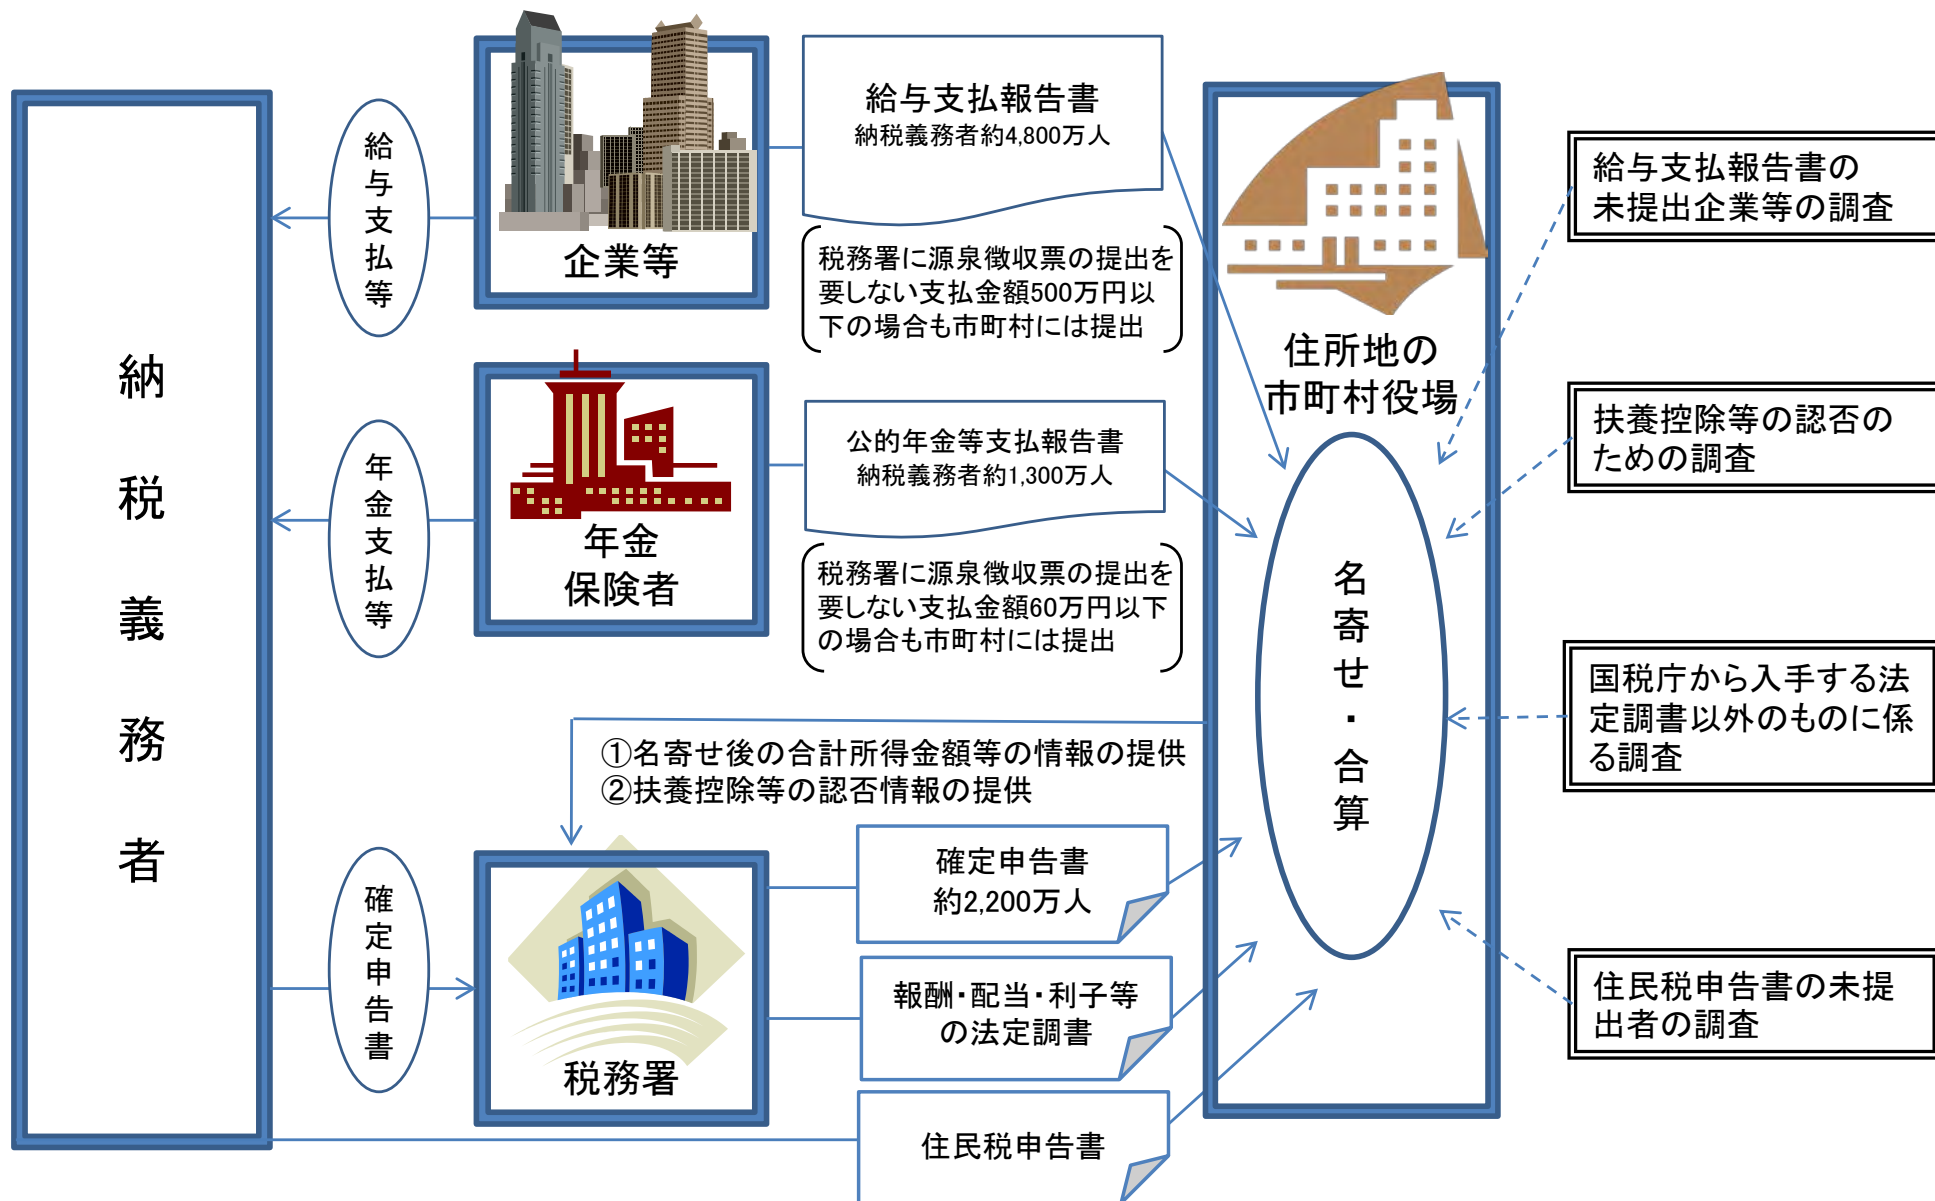 納税義務者
給与支払等
年金支払等
確定申告書
企業等
年金
保険者
税務署
給与支払報告書
納税義務者約4,800万人
税務署に源泉徴収票の提出を
要しない支払金額500万円以
下の場合も市町村には提出
公的年金等支払報告書
納税義務者約1,300万人
税務署に源泉徴収票の提出を
要しない支払金額60万円以下
の場合も市町村には提出
①名寄せ後の合計所得金額等の情報の提供
②扶養控除等の認否情報の提供
確定申告書
約2,200万人
報酬・配当・利子等
の法定調書
住民税申告書
住所地の
市町村役場
名寄せ・合算
給与支払報告書の
未提出企業等の調査
扶養控除等の認否の
ための調査
国税庁から入手する法
定調書以外のものに係
る調査
住民税申告書の未提
出者の調査